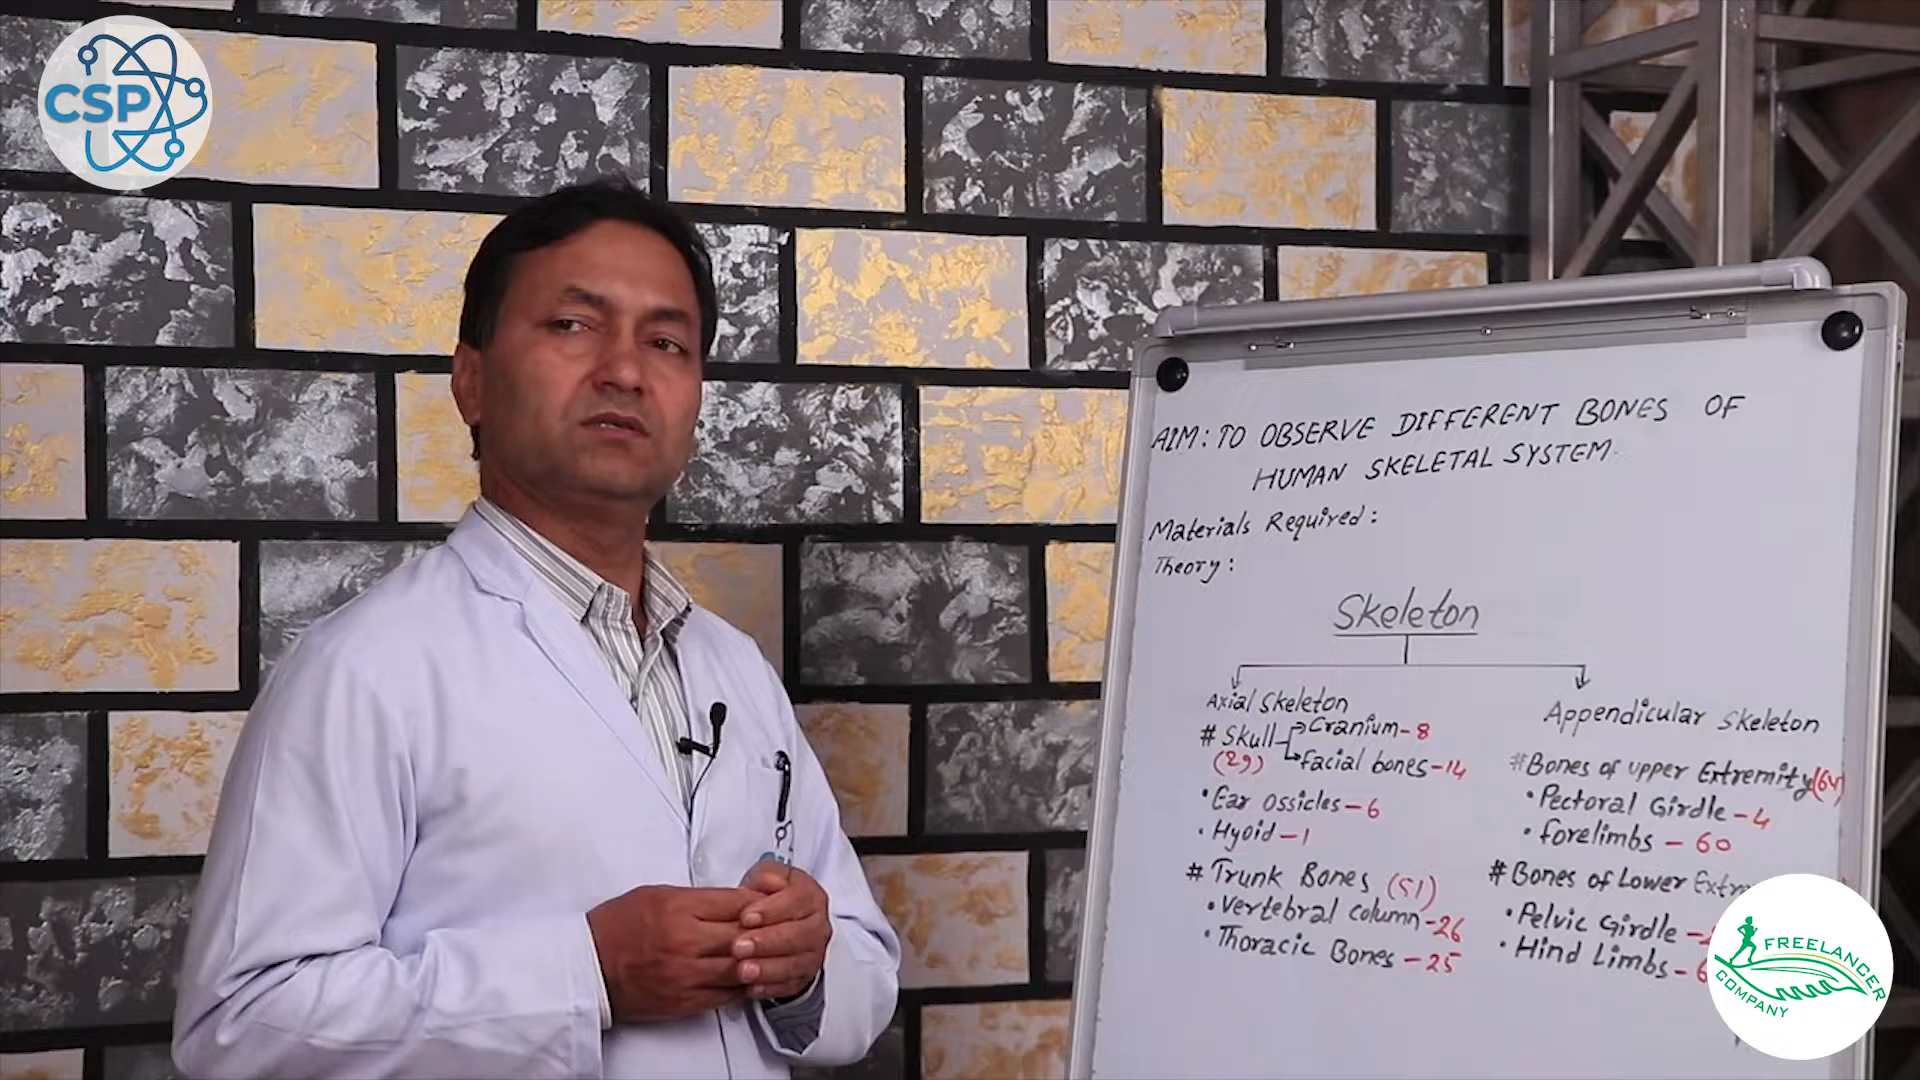 CSP
AIM: TO OBSERVE DIFFERENT BONES OF
HUMAN SKELETAL SYSTEM.
Materials Required:
Theory:
Skeleton
Axial Skeleton
# Skull Cranium-8
(29) Facial bones-14
• Ear Ossicles-6
• Hyoid-1
# Trunk Bones (51)
• Vertebral column-26
• Thoracic Bones-25
Appendicular Skeleton
# Bones of upper Extremity (64)
• Pectoral Girdle-4
• forelimbs - 60
# Bones of Lower
• Pelvic Girdle
• Hind Limbs
FREELANCER
COMPANY